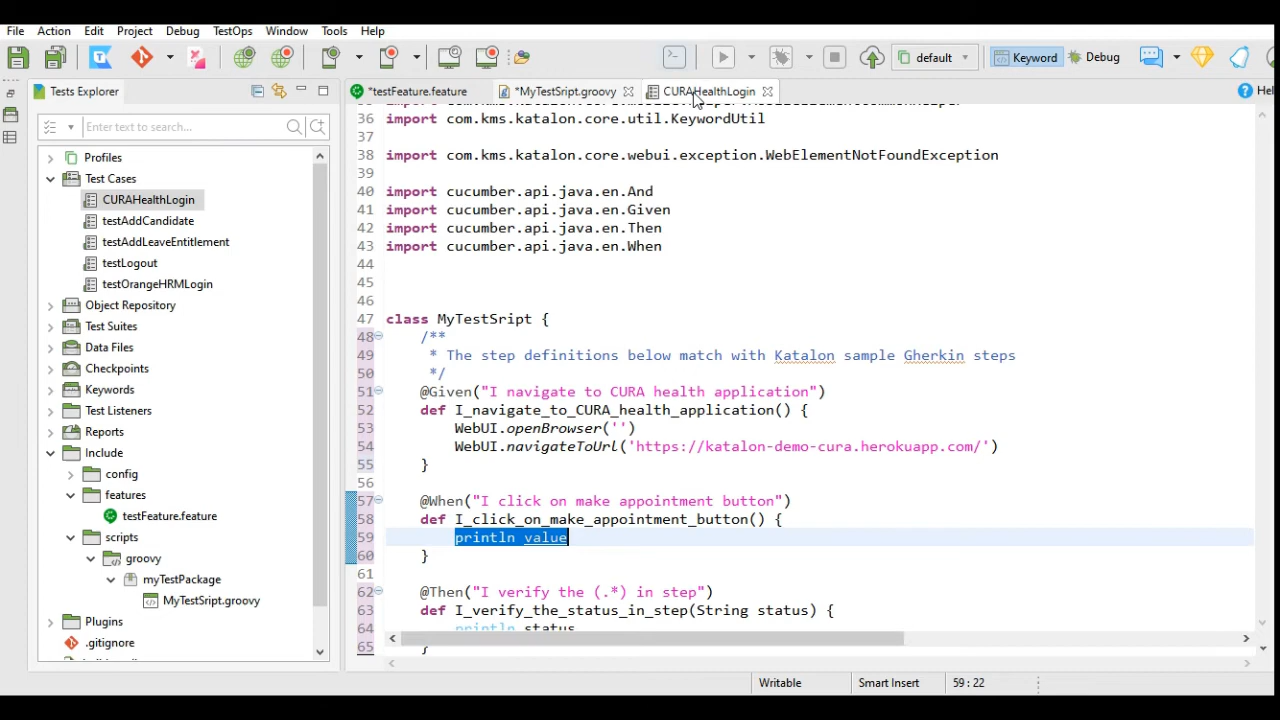 File Action Edit Project Debug TestOps Window Tools Help
default Keyword Debug
Tests Explorer
*testFeature.feature *MyTestSript.groovy CURAHealthLogin Hel
Enter text to search...
Profiles
Test Cases
CURAHealthLogin
testAddCandidate
testAddLeaveEntitlement
testLogout
testOrangeHRMLogin
Object Repository
Test Suites
Data Files
Checkpoints
Keywords
Test Listeners
Reports
Include
config
features
testFeature.feature
scripts
groovy
myTestPackage
MyTestSript.groovy
Plugins
.gitignore
36 import com.kms.katalon.core.util.KeywordUtil
37
38 import com.kms.katalon.core.webui.exception.WebElementNotFoundException
39
40 import cucumber.api.java.en.And
41 import cucumber.api.java.en.Given
42 import cucumber.api.java.en.Then
43 import cucumber.api.java.en.When
44
45
46
47 class MyTestSript {
48 /**
49 * The step definitions below match with Katalon sample Gherkin steps
50 */
51 @Given("I navigate to CURA health application")
52 def I_navigate_to_CURA_health_application() {
53 WebUI.openBrowser('')
54 WebUI.navigateToUrl('https://katalon-demo-cura.herokuapp.com/')
55 }
56
57 @When("I click on make appointment button")
58 def I_click_on_make_appointment_button() {
59 println value
60 }
61
62 @Then("I verify the (.*) in step")
63 def I_verify_the_status_in_step(String status) {
64 println status
65 }
Writable Smart Insert 59 : 22